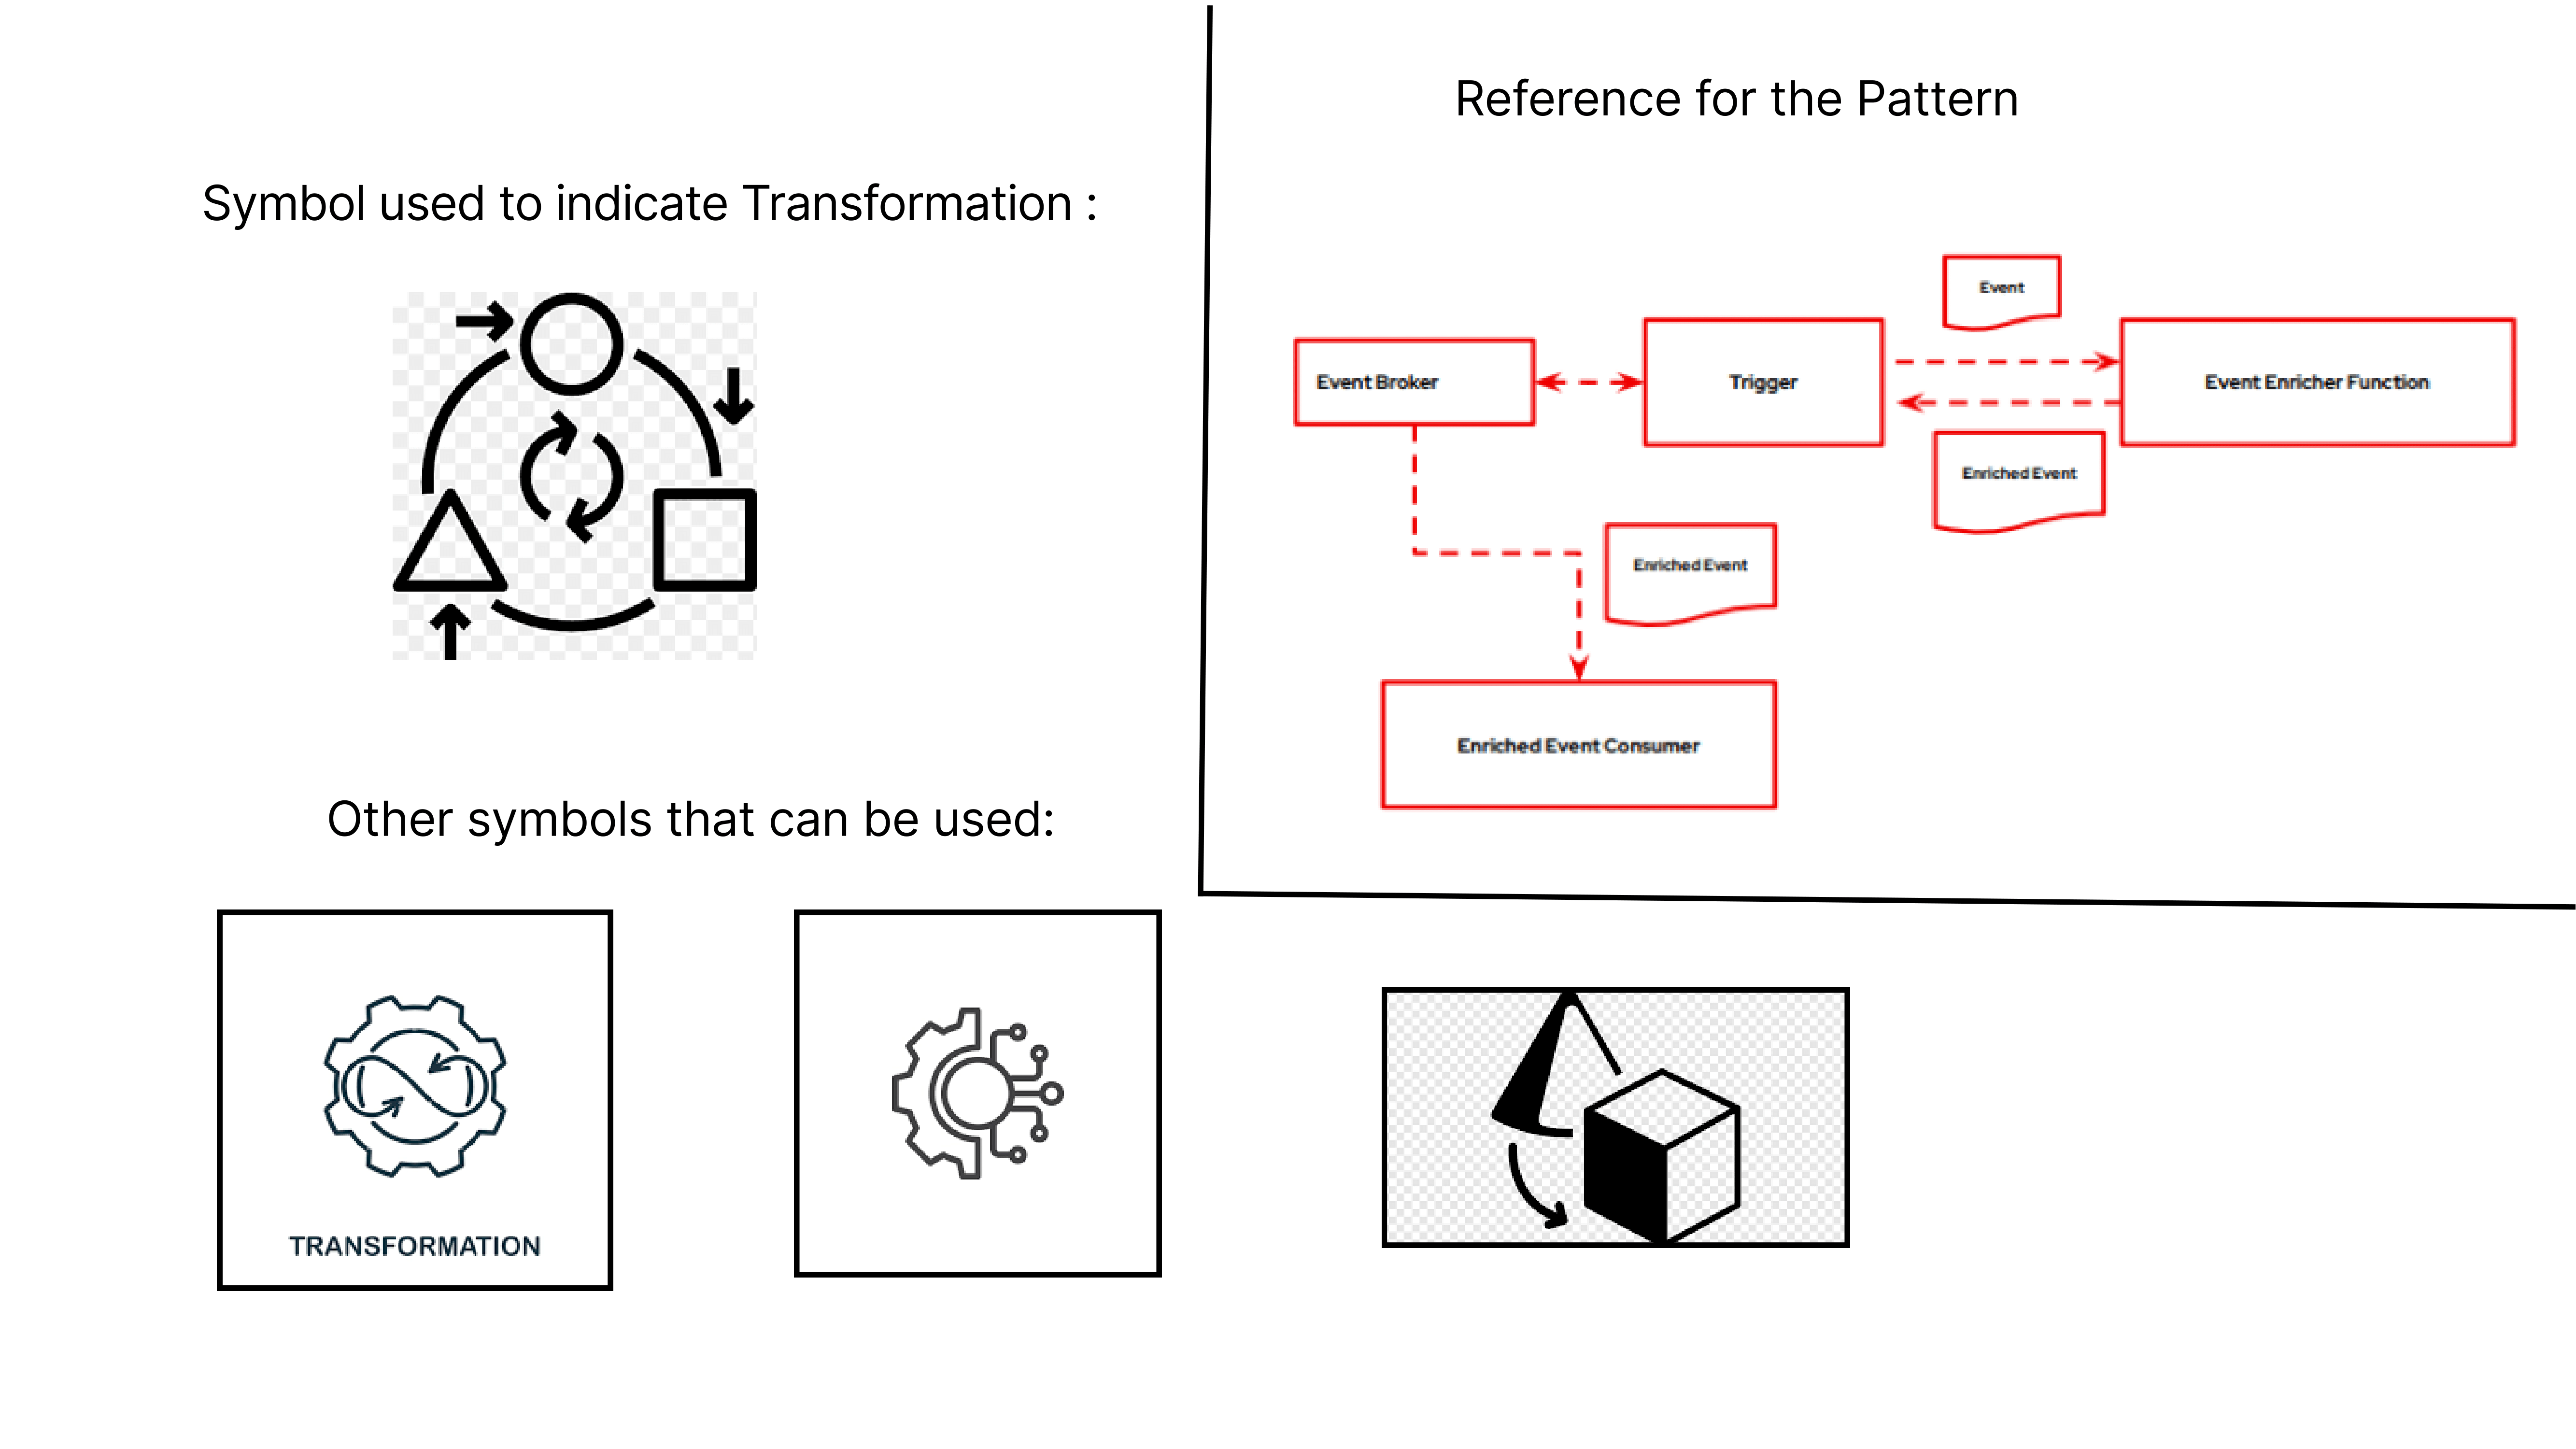 Reference for the Pattern
Symbol used to indicate Transformation :
Event
Event Broker
Trigger
Event Enricher Function
Enriched Event
Enriched Event
Enriched Event Consumer
Other symbols that can be used:
TRANSFORMATION